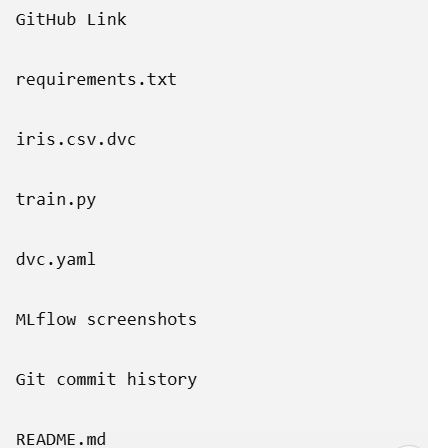 GitHub Link
requirements.txt
iris.csv.dvc
train.py
dvc.yaml
MLflow screenshots
Git commit history
README.md